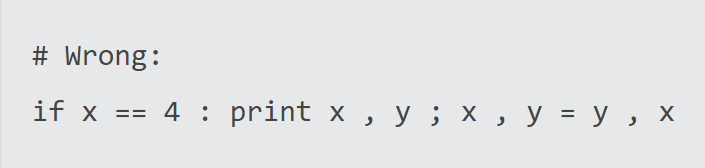 # Wrong:
if x == 4 : print x , y ; x , y = y , x